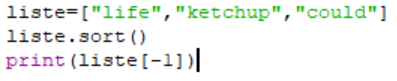 liste=["life","ketchup","could"]
liste.sort()
print(liste[-1])